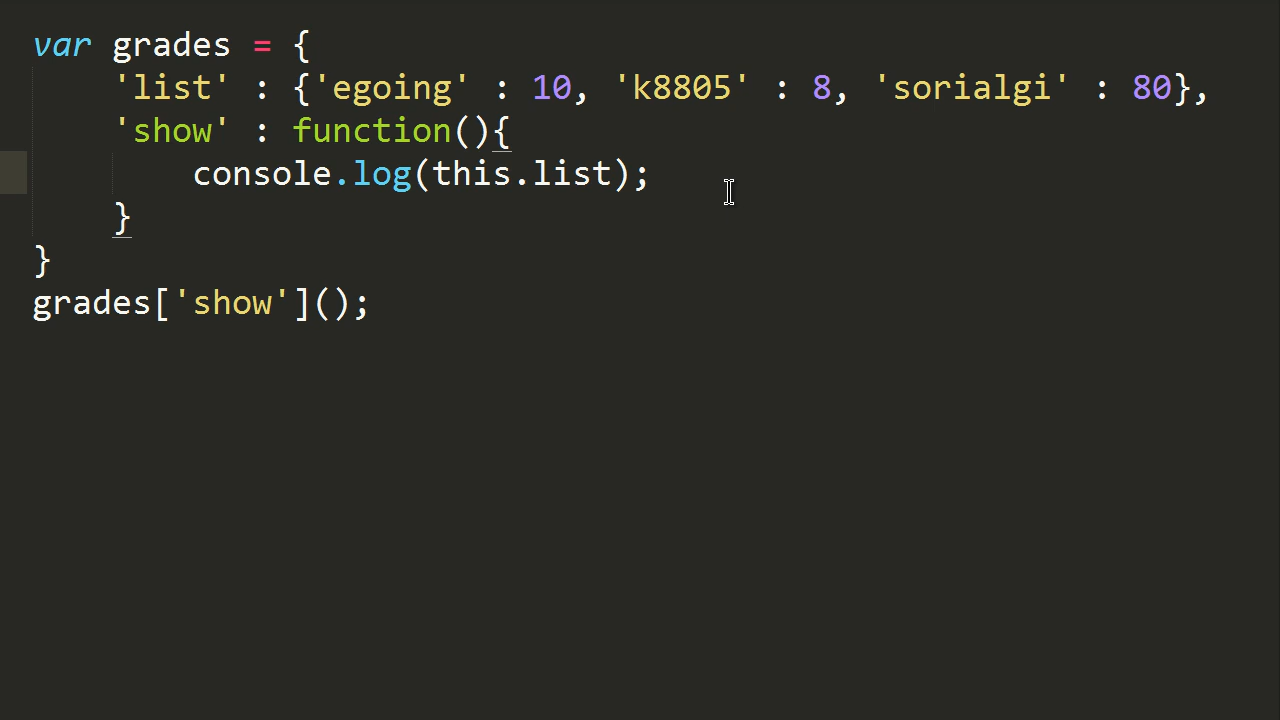 var grades = {
    'list' : {'egoing' : 10, 'k8805' : 8, 'sorialgi' : 80},
    'show' : function(){
        console.log(this.list);
    }
}
grades['show']();